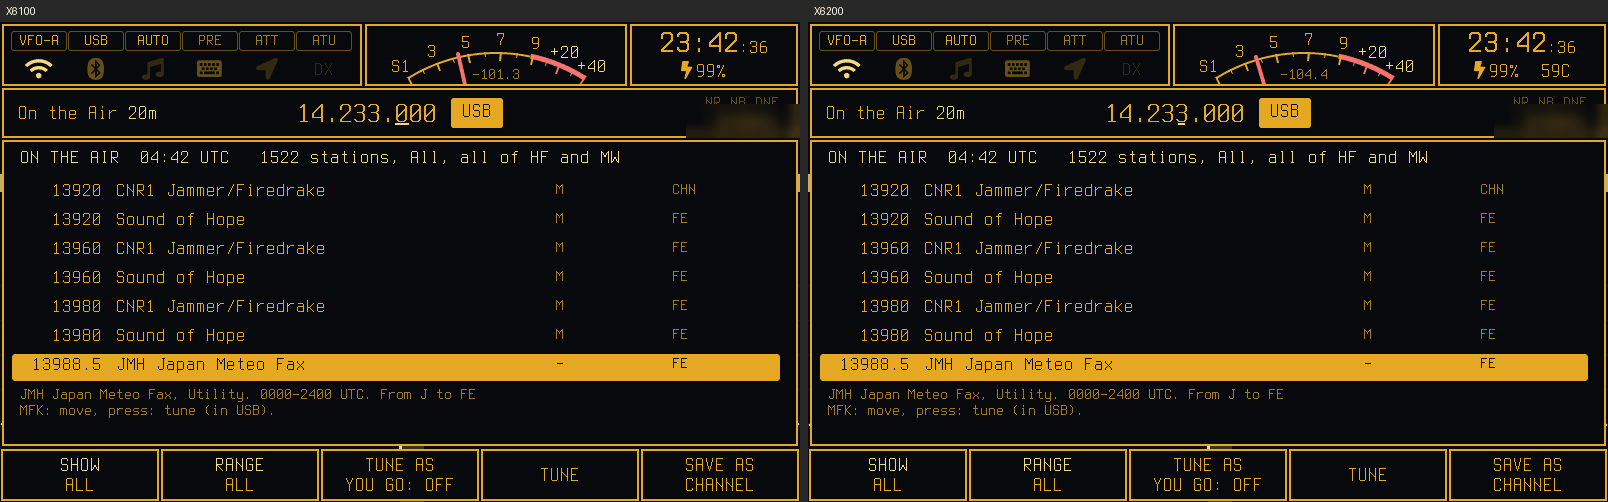 X6100
VFO-A USB AUTO PRE ATT ATU
DX
S1 3 5 7 9 +20 +40
-101.3
23:42:36
99%
On the Air 20m 14.233.000 USB
ON THE AIR 04:42 UTC 1522 stations, All, all of HF and MW
13920 CNR1 Jammer/Firedrake M CHN
13920 Sound of Hope M FE
13960 CNR1 Jammer/Firedrake M FE
13960 Sound of Hope M FE
13980 CNR1 Jammer/Firedrake M FE
13980 Sound of Hope M FE
13988.5 JMH Japan Meteo Fax - FE
JMH Japan Meteo Fax, Utility. 0000-2400 UTC. From J to FE
MFK: move, press: tune (in USB).
SHOW
ALL
RANGE
ALL
TUNE AS
YOU GO: OFF
TUNE
SAVE AS
CHANNEL
X6200
VFO-A USB AUTO PRE ATT ATU
DX
S1 3 5 7 9 +20 +40
-104.4
23:42:36
99% 59C
On the Air 20m 14.233.000 USB
ON THE AIR 04:42 UTC 1522 stations, All, all of HF and MW
13920 CNR1 Jammer/Firedrake M CHN
13920 Sound of Hope M FE
13960 CNR1 Jammer/Firedrake M FE
13960 Sound of Hope M FE
13980 CNR1 Jammer/Firedrake M FE
13980 Sound of Hope M FE
13988.5 JMH Japan Meteo Fax - FE
JMH Japan Meteo Fax, Utility. 0000-2400 UTC. From J to FE
MFK: move, press: tune (in USB).
SHOW
ALL
RANGE
ALL
TUNE AS
YOU GO: OFF
TUNE
SAVE AS
CHANNEL